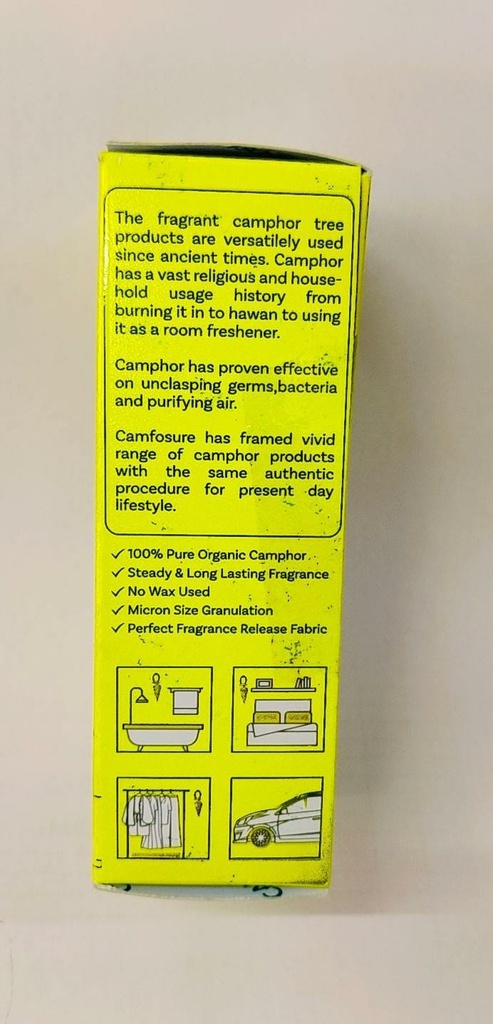 The fragrant camphor tree
products are versatilely used
since ancient times. Camphor
has a vast religious and house-
hold usage history from
burning it in to hawan to using
it as a room freshener.
Camphor has proven effective
on unclasping germs,bacteria
and purifying air.
Camfosure has framed vivid
range of camphor products
with the same authentic
procedure for present day
lifestyle.
✓ 100% Pure Organic Camphor
✓ Steady & Long Lasting Fragrance
✓ No Wax Used
✓ Micron Size Granulation
✓ Perfect Fragrance Release Fabric